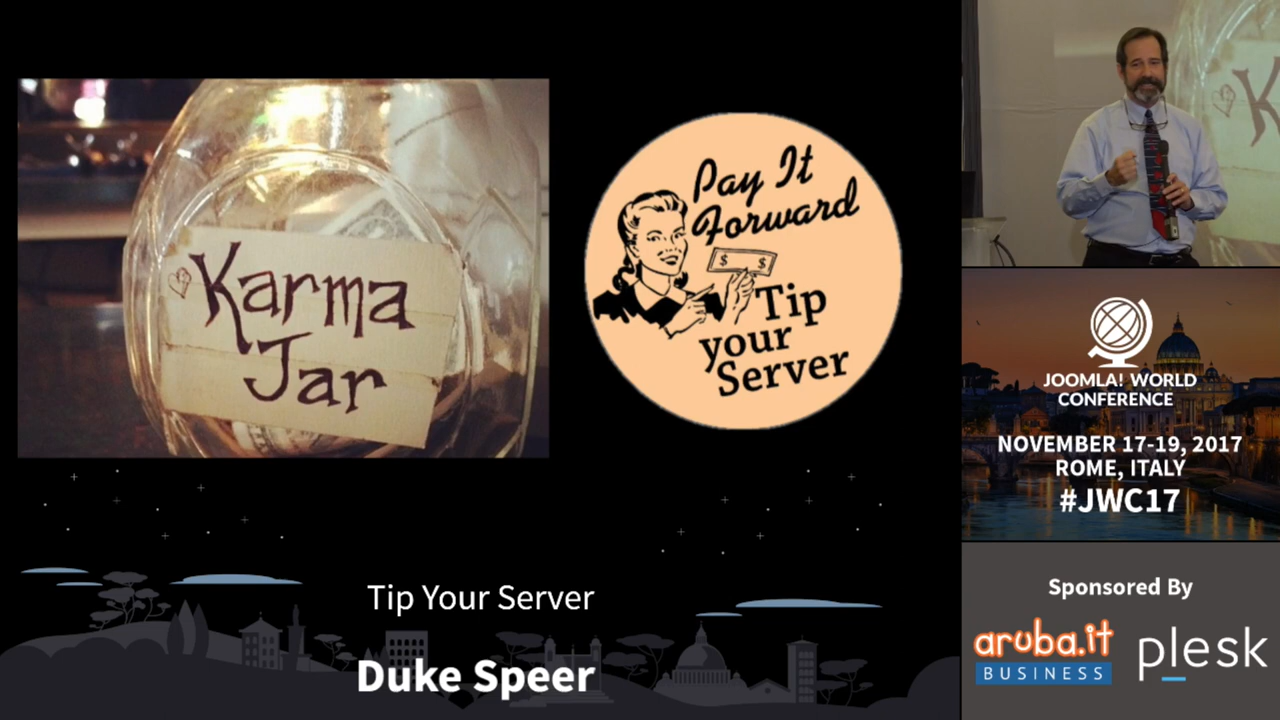 Karma
Jar
Pay It
Forward
$ $
Tip
your
Server
Tip Your Server
Duke Speer
K
JOOMLA! WORLD
CONFERENCE
NOVEMBER 17-19, 2017
ROME, ITALY
#JWC17
Sponsored By
aruba.it
BUSINESS
plesk